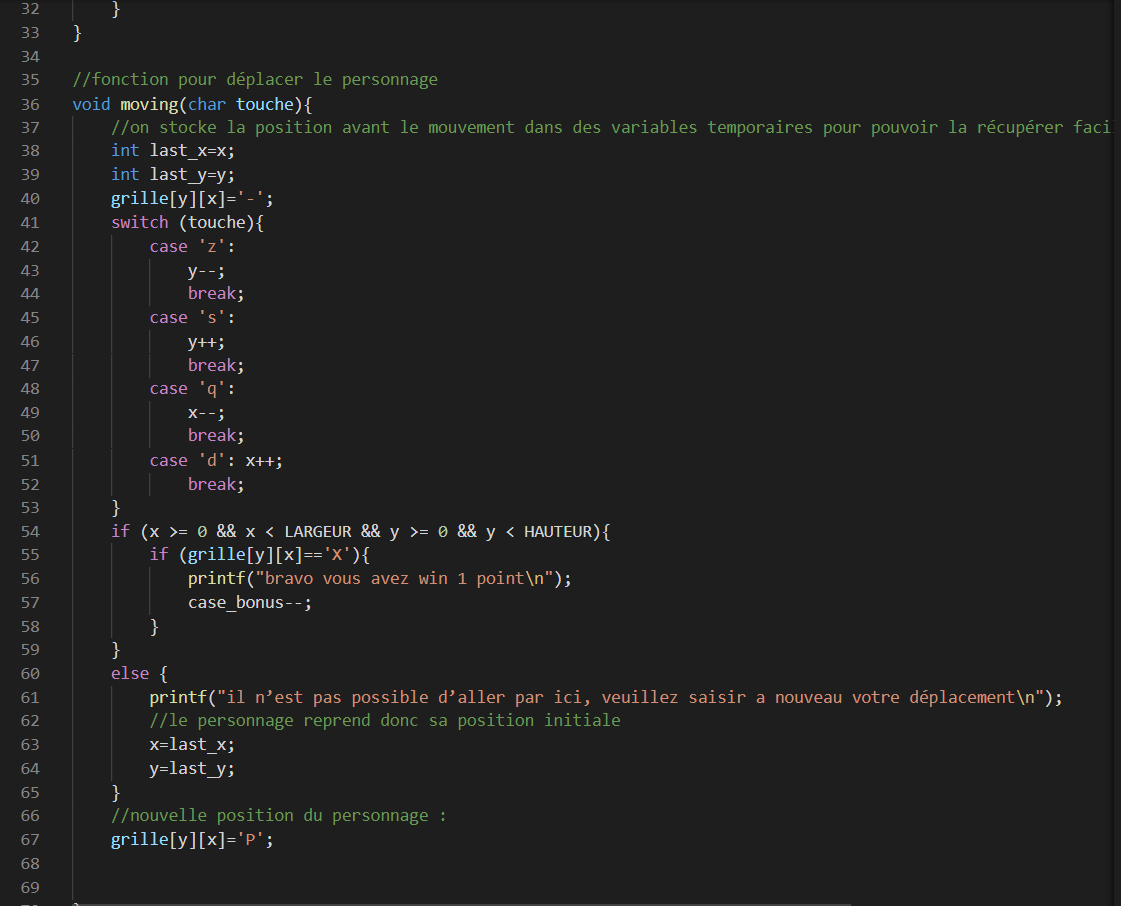 32 }
33 }
34
35 //fonction pour déplacer le personnage
36 void moving(char touche){
37 //on stocke la position avant le mouvement dans des variables temporaires pour pouvoir la récupérer faci
38 int last_x=x;
39 int last_y=y;
40 grille[y][x]='-';
41 switch (touche){
42 case 'z':
43 y--;
44 break;
45 case 's':
46 y++;
47 break;
48 case 'q':
49 x--;
50 break;
51 case 'd': x++;
52 break;
53 }
54 if (x >= 0 && x < LARGEUR && y >= 0 && y < HAUTEUR){
55 if (grille[y][x]=='X'){
56 printf("bravo vous avez win 1 point\n");
57 case_bonus--;
58 }
59 }
60 else {
61 printf("il n’est pas possible d’aller par ici, veuillez saisir a nouveau votre déplacement\n");
62 //le personnage reprend donc sa position initiale
63 x=last_x;
64 y=last_y;
65 }
66 //nouvelle position du personnage :
67 grille[y][x]='P';
68
69